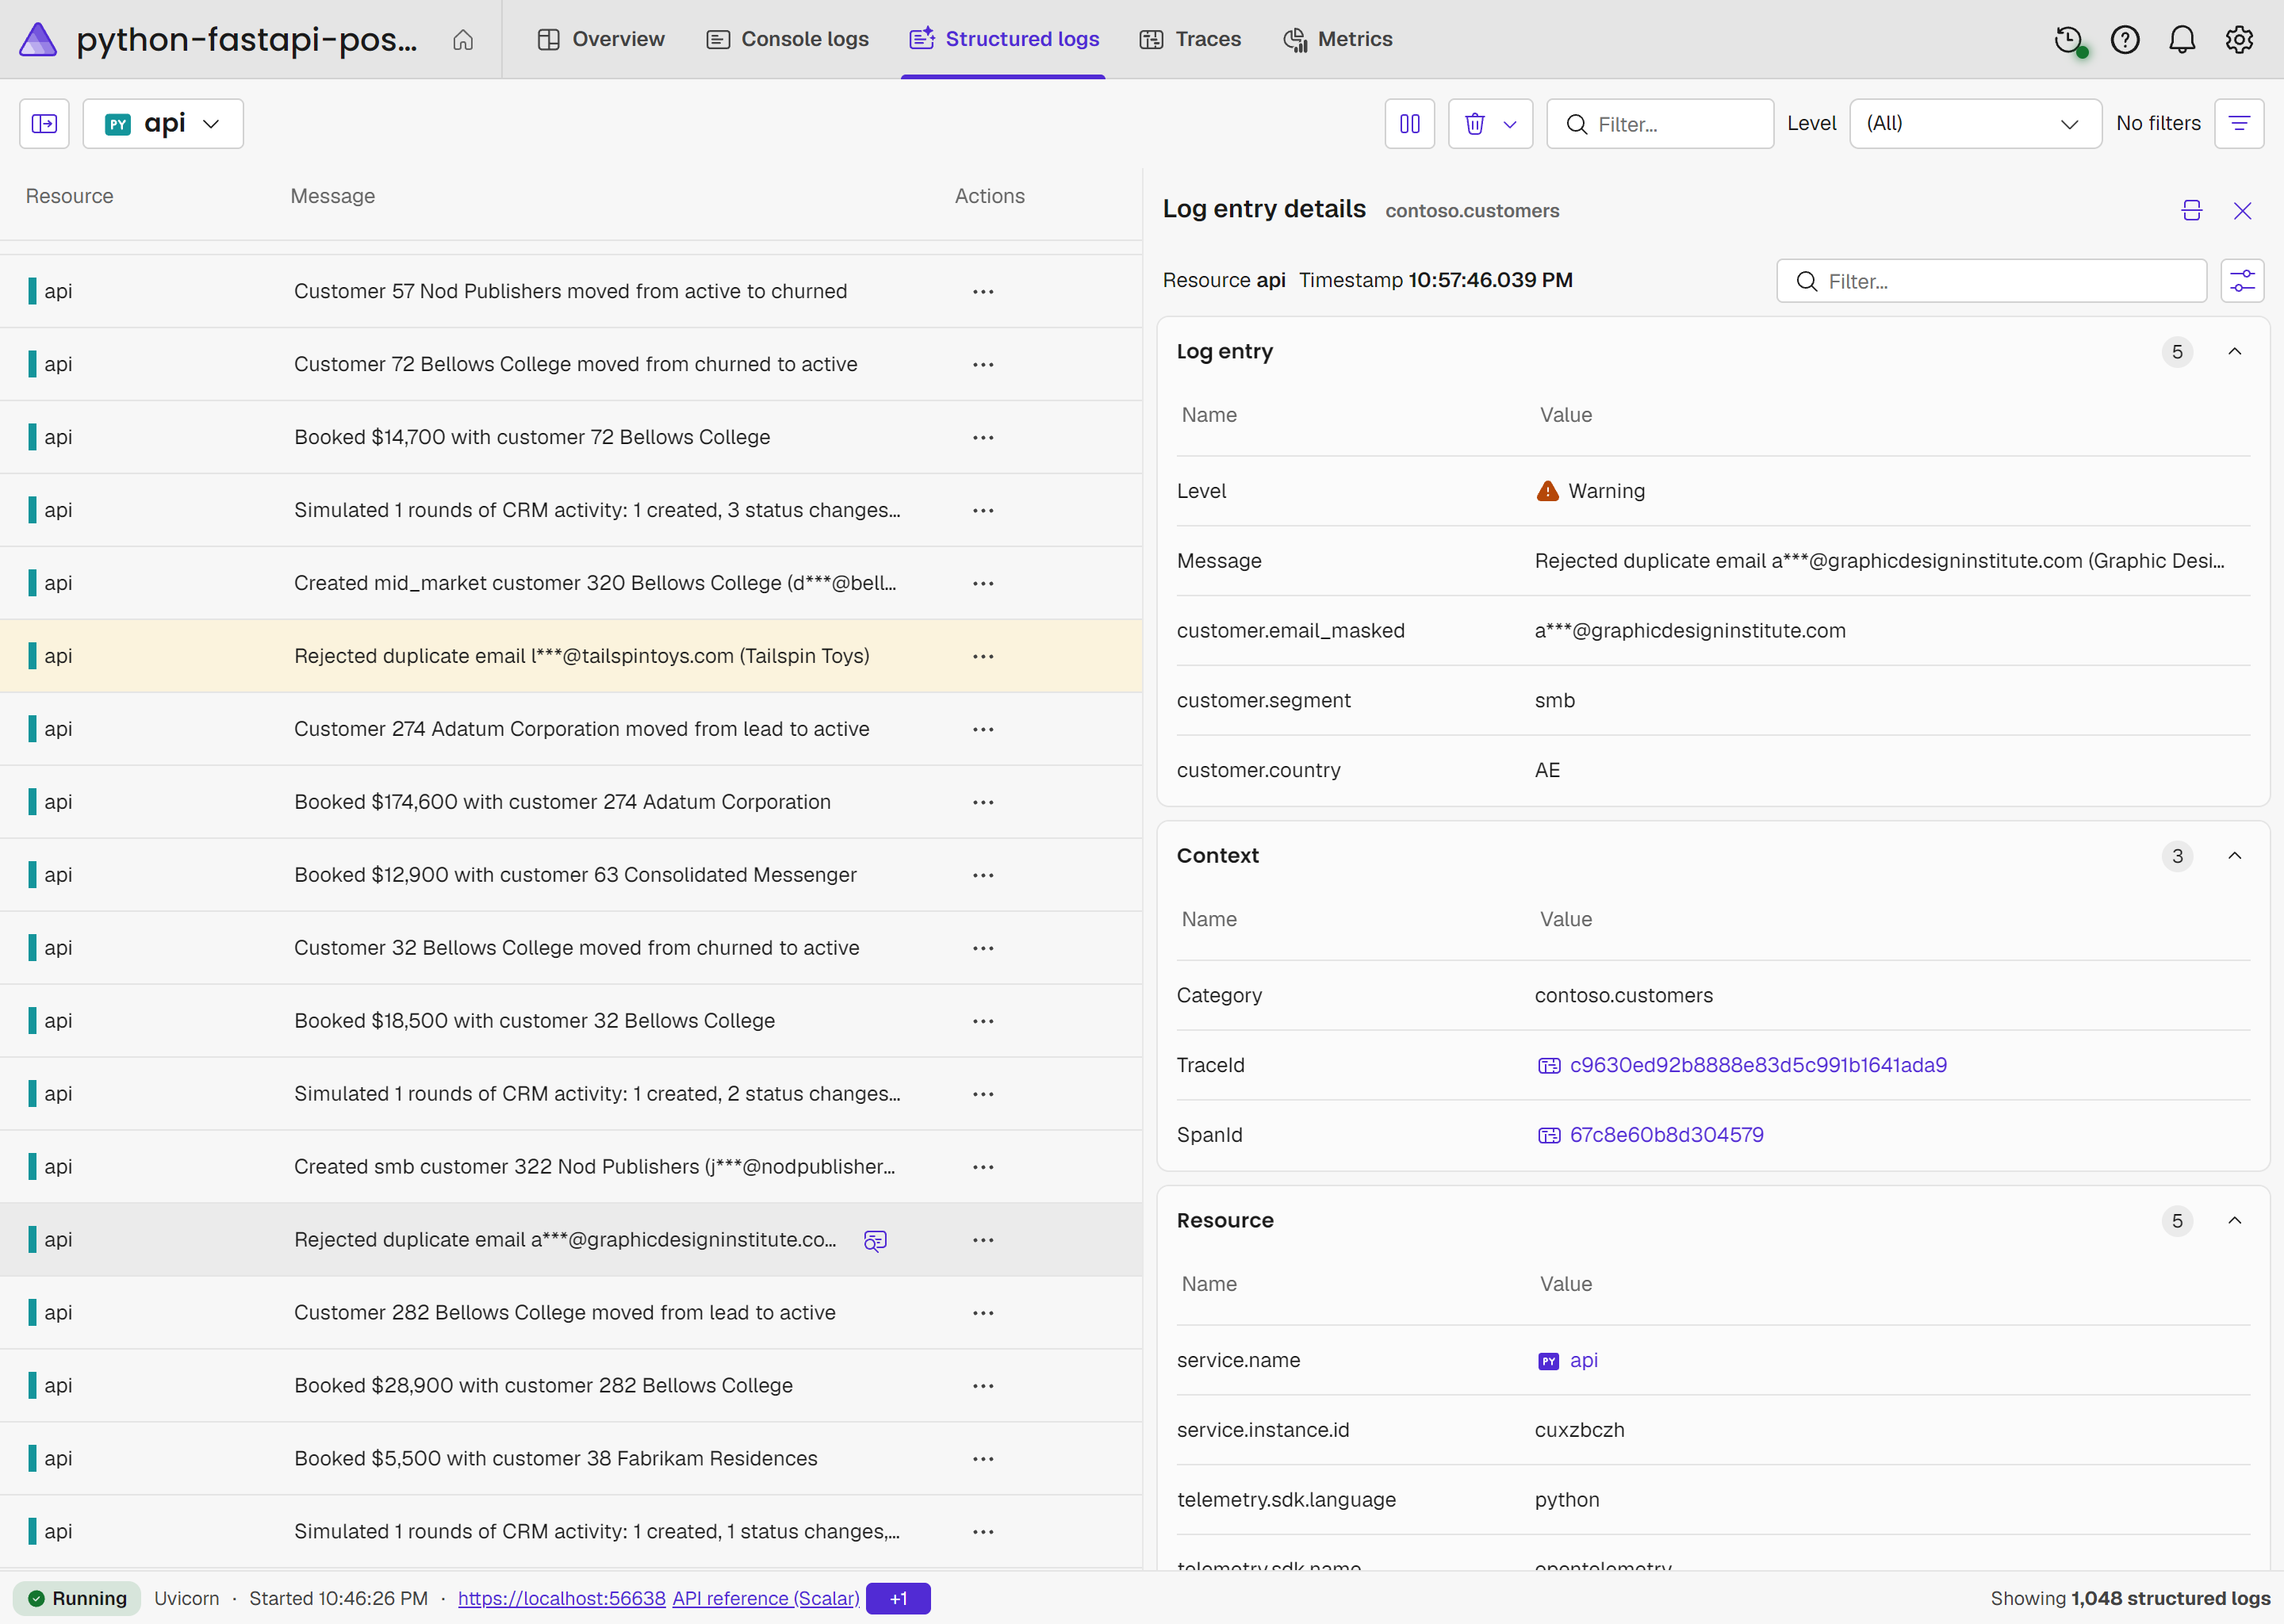 python-fastapi-pos...
Overview
Console logs
Structured logs
Traces
Metrics
PY api
Filter...
Level
(All)
No filters
Resource Message Actions
api Customer 57 Nod Publishers moved from active to churned
api Customer 72 Bellows College moved from churned to active
api Booked $14,700 with customer 72 Bellows College
api Simulated 1 rounds of CRM activity: 1 created, 3 status changes...
api Created mid_market customer 320 Bellows College (d***@bell...
api Rejected duplicate email l***@tailspintoys.com (Tailspin Toys)
api Customer 274 Adatum Corporation moved from lead to active
api Booked $174,600 with customer 274 Adatum Corporation
api Booked $12,900 with customer 63 Consolidated Messenger
api Customer 32 Bellows College moved from churned to active
api Booked $18,500 with customer 32 Bellows College
api Simulated 1 rounds of CRM activity: 1 created, 2 status changes...
api Created smb customer 322 Nod Publishers (j***@nodpublisher...
api Rejected duplicate email a***@graphicdesigninstitute.co...
api Customer 282 Bellows College moved from lead to active
api Booked $28,900 with customer 282 Bellows College
api Booked $5,500 with customer 38 Fabrikam Residences
api Simulated 1 rounds of CRM activity: 1 created, 1 status changes,...
Log entry details contoso.customers
Resource api Timestamp 10:57:46.039 PM
Filter...
Log entry 5
Name Value
Level Warning
Message Rejected duplicate email a***@graphicdesigninstitute.com (Graphic Desi...
customer.email_masked a***@graphicdesigninstitute.com
customer.segment smb
customer.country AE
Context 3
Name Value
Category contoso.customers
TraceId c9630ed92b8888e83d5c991b1641ada9
SpanId 67c8e60b8d304579
Resource 5
Name Value
service.name PY api
service.instance.id cuxzbczh
telemetry.sdk.language python
telemetry.sdk.name opentelemetry
Running Uvicorn · Started 10:46:26 PM · https://localhost:56638 API reference (Scalar) +1
Showing 1,048 structured logs